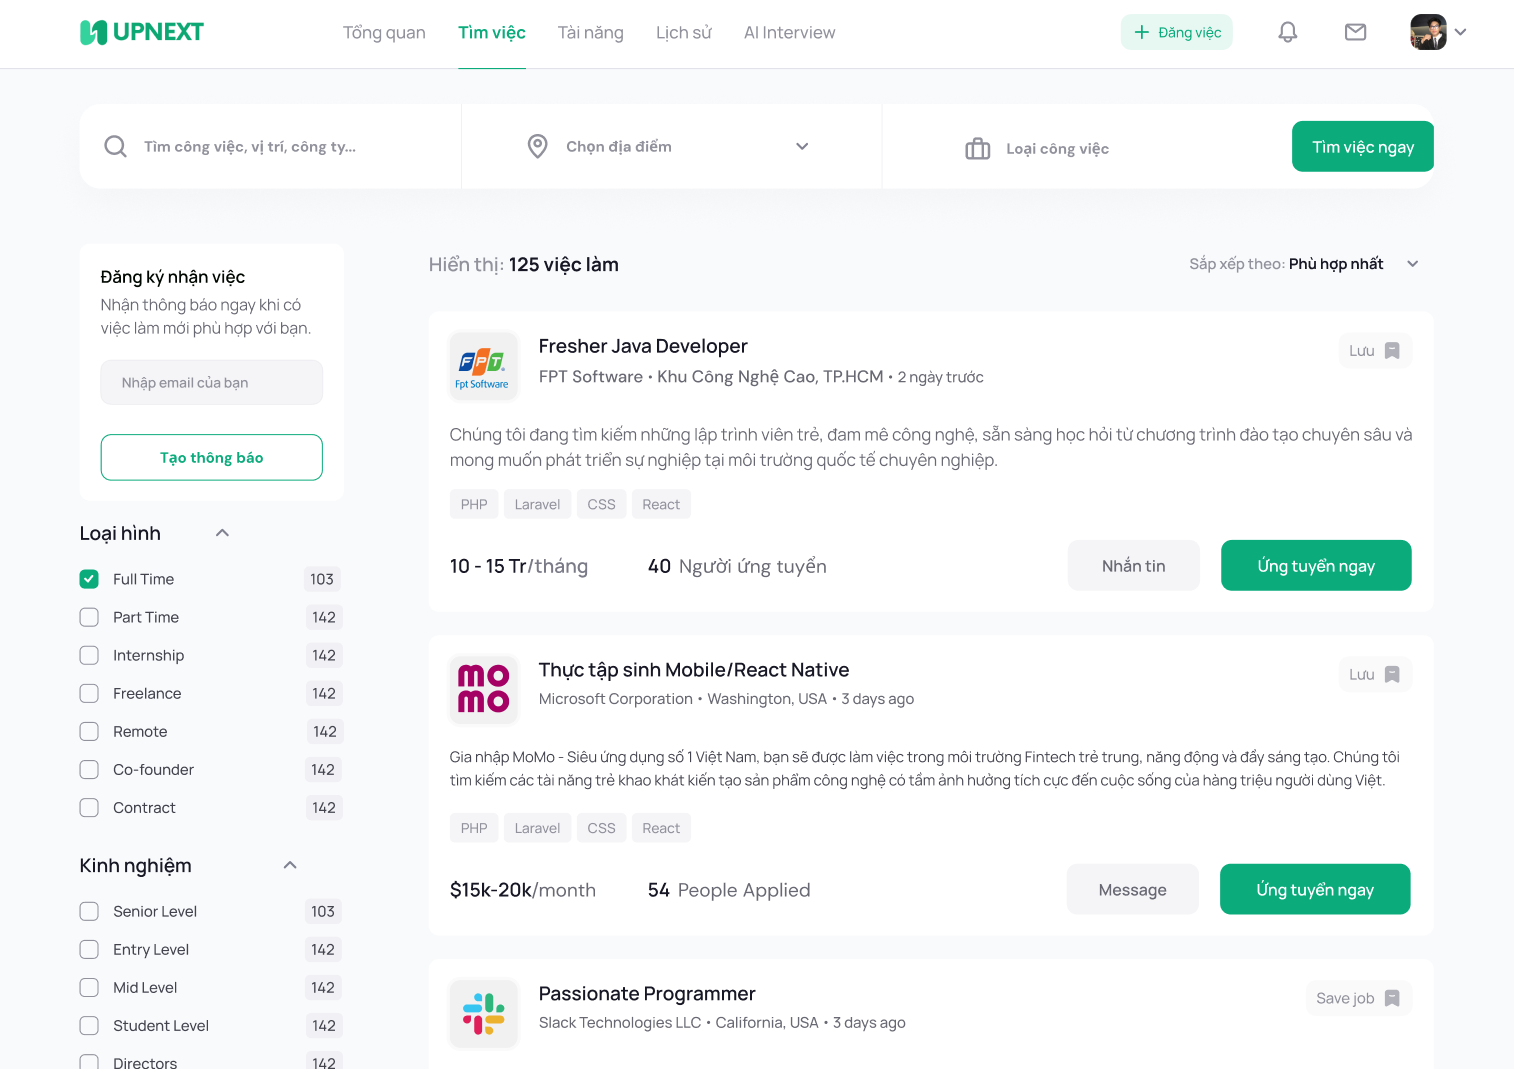 UPNEXT
Tổng quan
Tìm việc
Tài năng
Lịch sử
AI Interview
Đăng việc
Tìm công việc, vị trí, công ty...
Chọn địa điểm
Loại công việc
Tìm việc ngay
Đăng ký nhận việc
Nhận thông báo ngay khi có
việc làm mới phù hợp với bạn.
Nhập email của bạn
Tạo thông báo
Loại hình
Full Time 103
Part Time 142
Internship 142
Freelance 142
Remote 142
Co-founder 142
Contract 142
Kinh nghiệm
Senior Level 103
Entry Level 142
Mid Level 142
Student Level 142
Directors 142
Hiển thị: 125 việc làm
Sắp xếp theo: Phù hợp nhất
FPT
Fpt Software
Fresher Java Developer
FPT Software • Khu Công Nghệ Cao, TP.HCM • 2 ngày trước
Lưu
Chúng tôi đang tìm kiếm những lập trình viên trẻ, đam mê công nghệ, sẵn sàng học hỏi từ chương trình đào tạo chuyên sâu và
mong muốn phát triển sự nghiệp tại môi trường quốc tế chuyên nghiệp.
PHP Laravel CSS React
10 - 15 Tr/tháng
40 Người ứng tuyển
Nhắn tin
Ứng tuyển ngay
mo
mo
Thực tập sinh Mobile/React Native
Microsoft Corporation • Washington, USA • 3 days ago
Lưu
Gia nhập MoMo - Siêu ứng dụng số 1 Việt Nam, bạn sẽ được làm việc trong môi trường Fintech trẻ trung, năng động và đầy sáng tạo. Chúng tôi
tìm kiếm các tài năng trẻ khao khát kiến tạo sản phẩm công nghệ có tầm ảnh hưởng tích cực đến cuộc sống của hàng triệu người dùng Việt.
PHP Laravel CSS React
$15k-20k/month
54 People Applied
Message
Ứng tuyển ngay
Passionate Programmer
Slack Technologies LLC • California, USA • 3 days ago
Save job